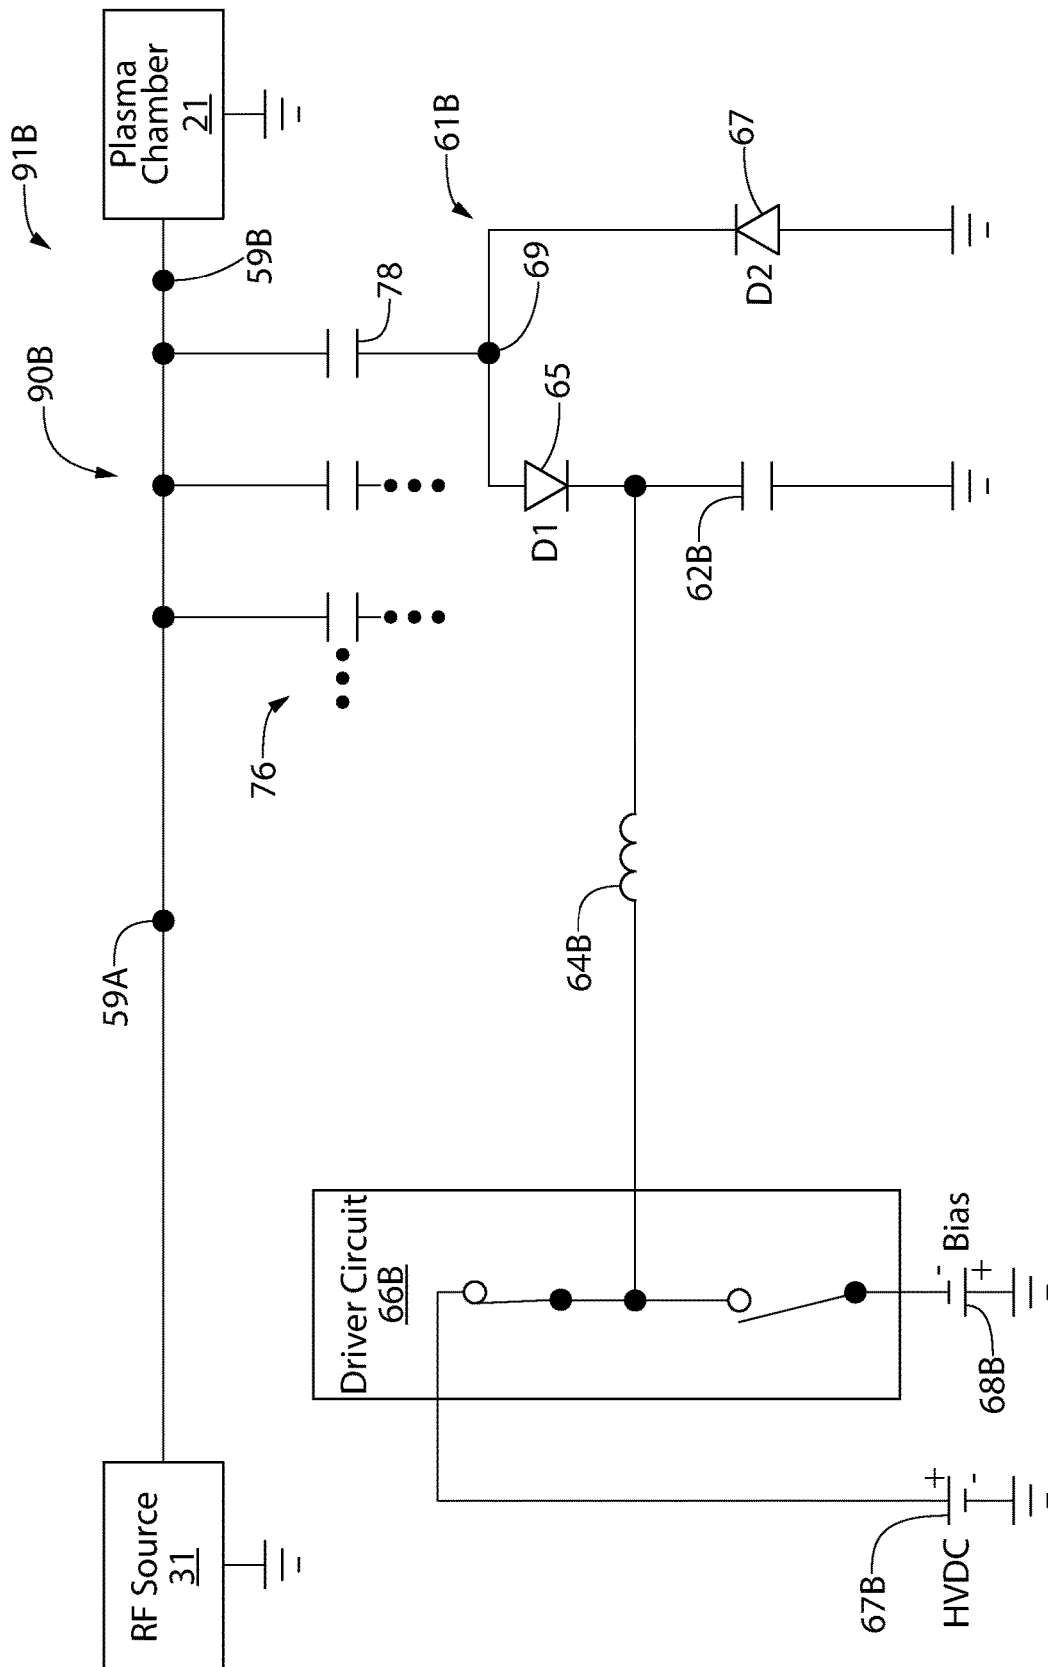 91B
Plasma
Chamber
21
90B
59B
78
61B
69
67
65
D2
D1
62B
76
59A
64B
Driver Circuit
66B
- +
Bias
68B
RF Source
31
+ -
67B
HVDC